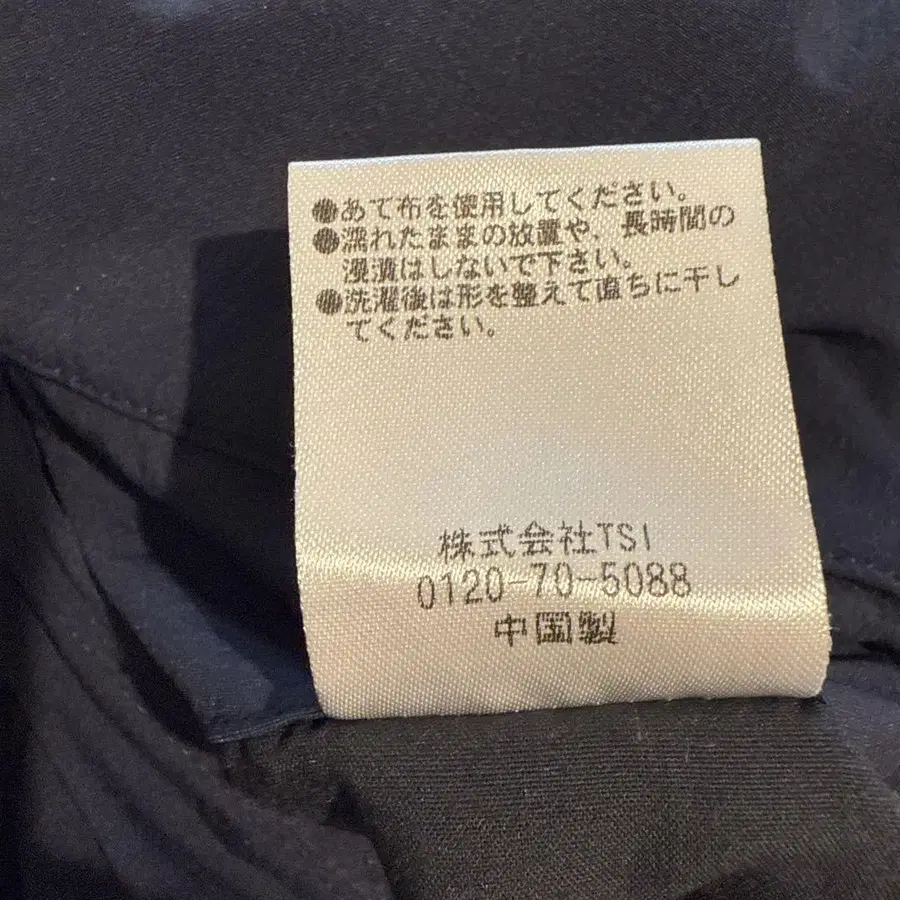 ●あて布を使用してください。
●濡れたままの放置や、長時間の
浸漬はしないで下さい。
●洗濯後は形を整えて直ちに干し
てください。
株式会社TSI
0120-70-5088
中国製